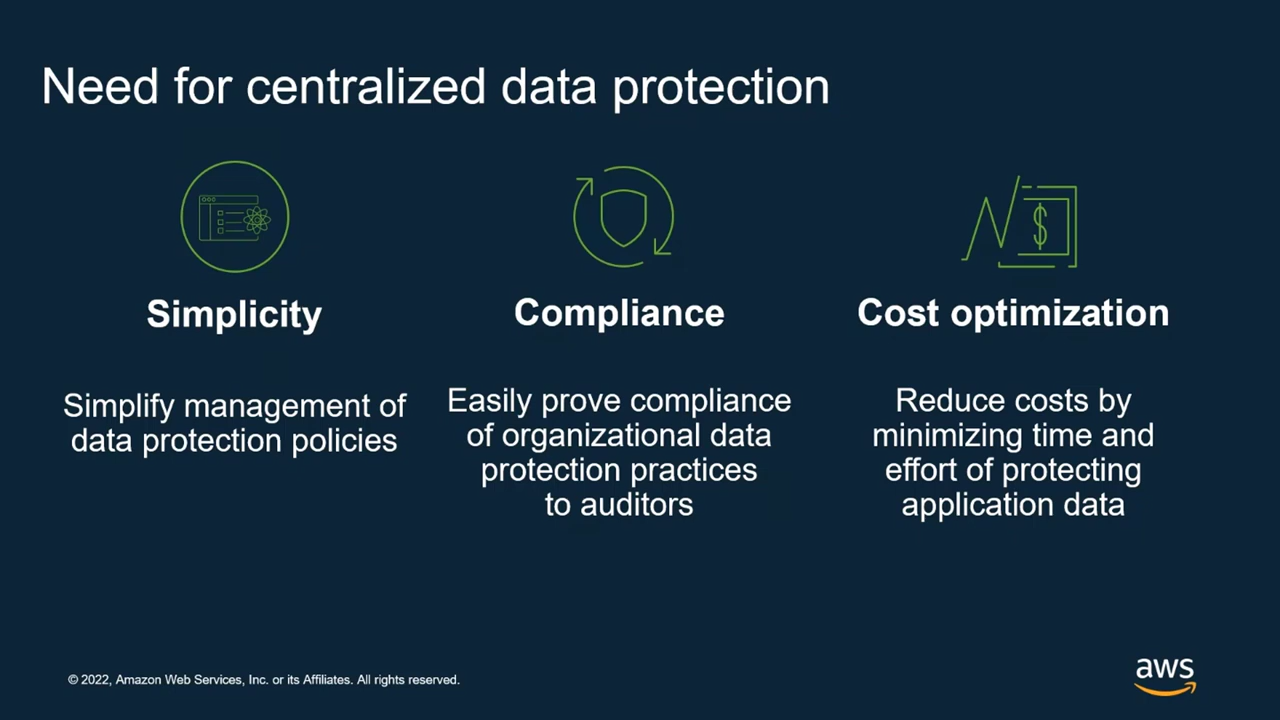 Need for centralized data protection
Simplicity
Simplify management of
data protection policies
Compliance
Easily prove compliance
of organizational data
protection practices
to auditors
$
Cost optimization
Reduce costs by
minimizing time and
effort of protecting
application data
© 2022, Amazon Web Services, Inc. or its Affiliates. All rights reserved.
aws